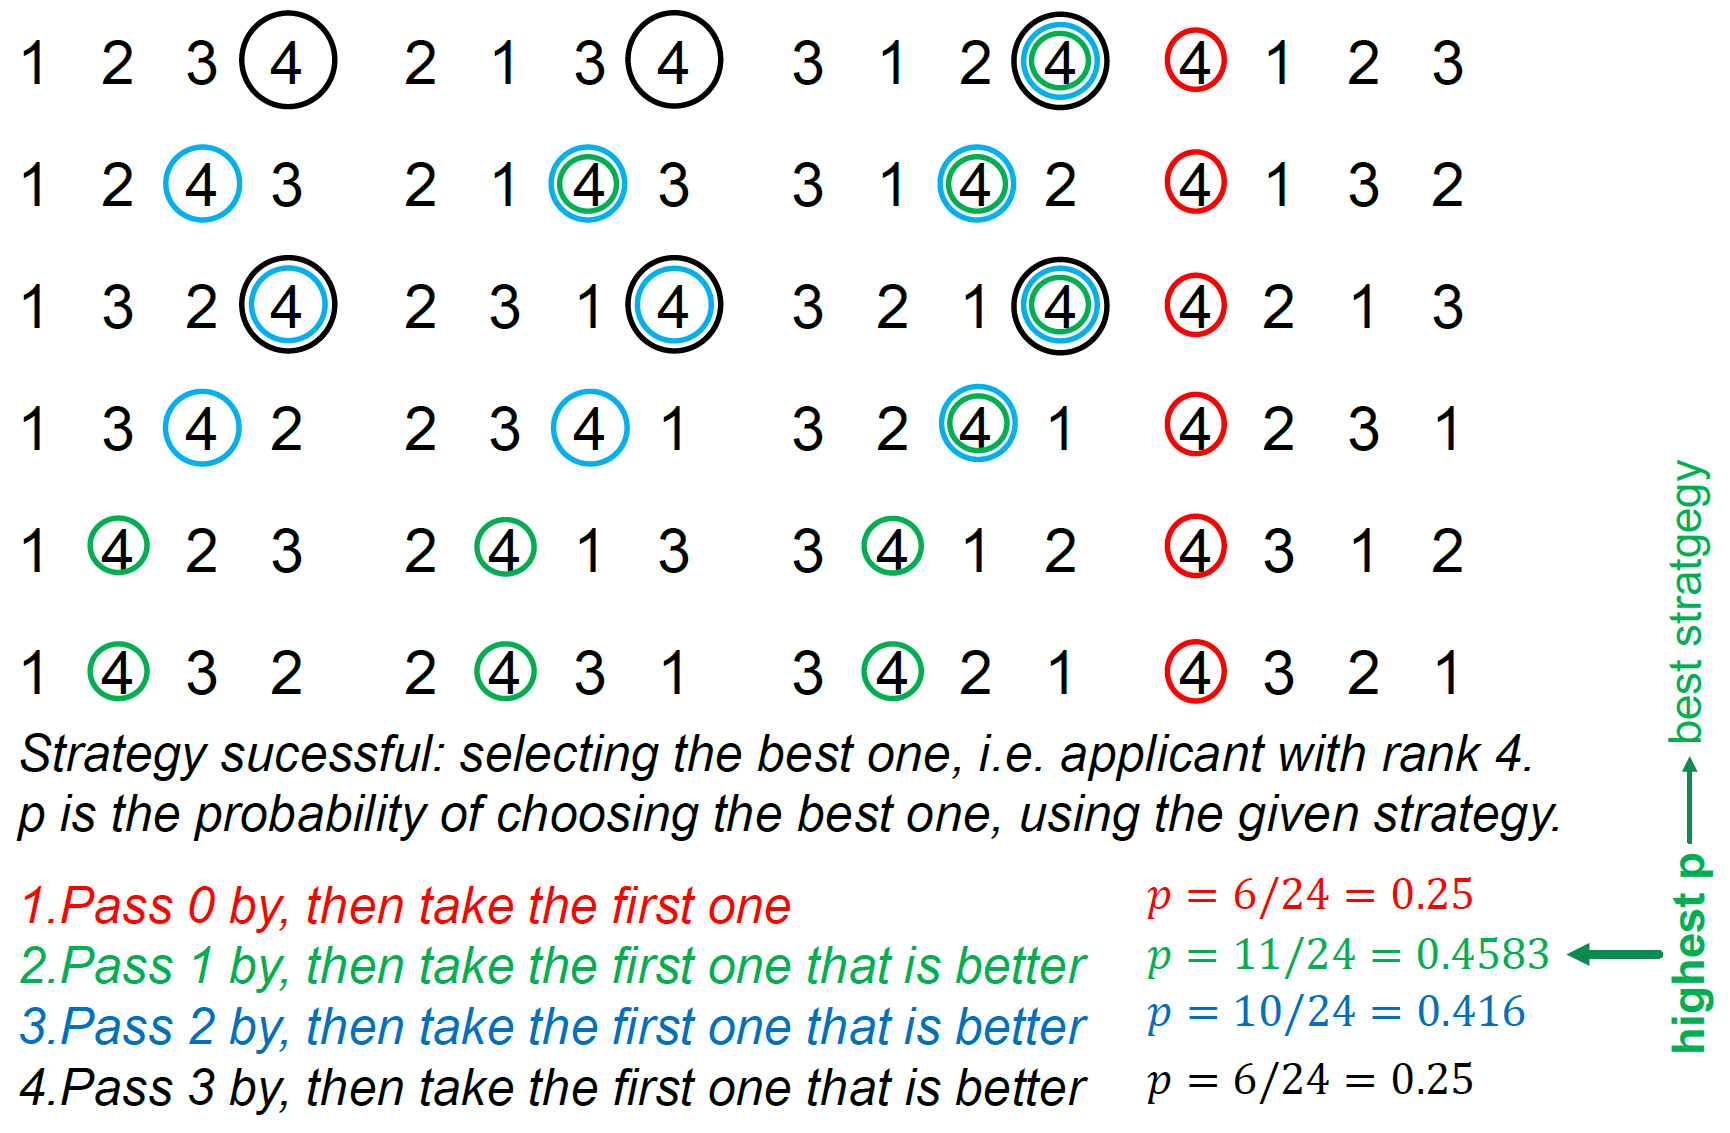 1 2 3 4 2 1 3 4 3 1 2 4 4 1 2 3
1 2 4 3 2 1 4 3 3 1 4 2 4 1 3 2
1 3 2 4 2 3 1 4 3 2 1 4 4 2 1 3
1 3 4 2 2 3 4 1 3 2 4 1 4 2 3 1
1 4 2 3 2 4 1 3 3 4 1 2 4 3 1 2
1 4 3 2 2 4 3 1 3 4 2 1 4 3 2 1
Strategy sucessful: selecting the best one, i.e. applicant with rank 4.
p is the probability of choosing the best one, using the given strategy.
1.Pass 0 by, then take the first one p = 6/24 = 0.25
2.Pass 1 by, then take the first one that is better p = 11/24 = 0.4583
3.Pass 2 by, then take the first one that is better p = 10/24 = 0.416
4.Pass 3 by, then take the first one that is better p = 6/24 = 0.25
highest p
best stratgegy